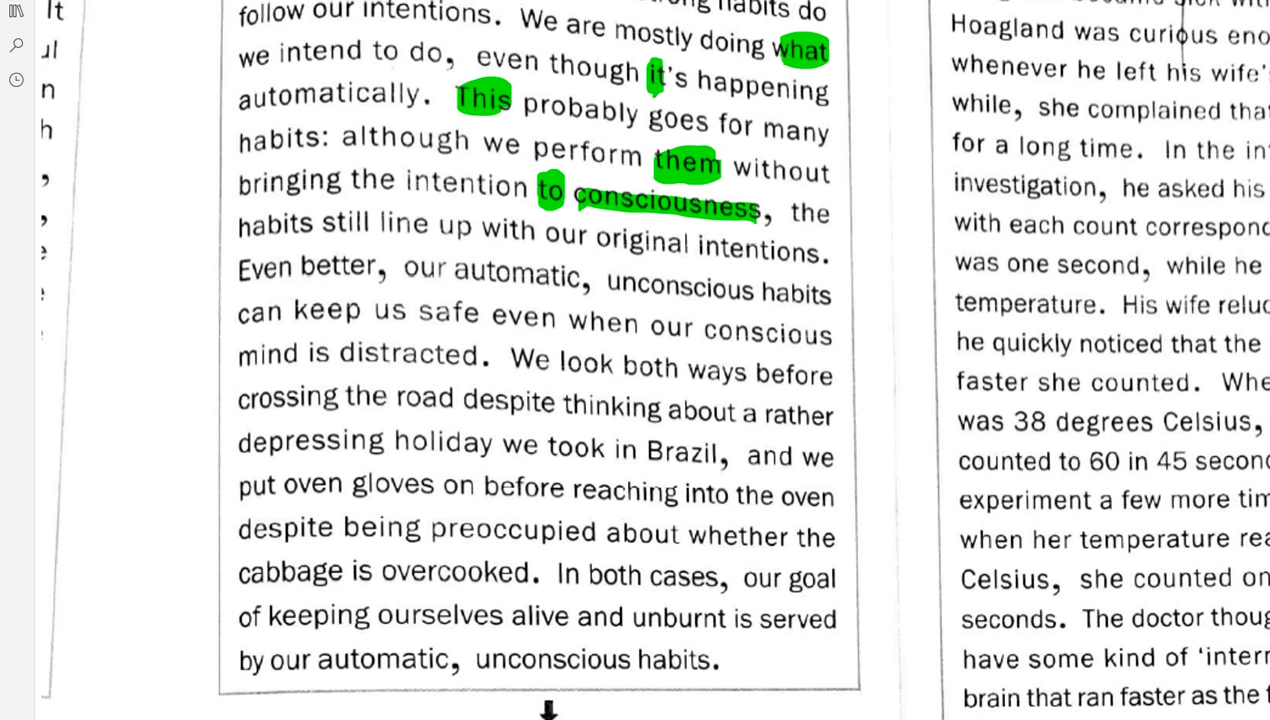 It
ul
n
h
,
,
e
habits do
follow our intentions. We are mostly doing what
we intend to do, even though it's happening
automatically. This probably goes for many
habits: although we perform them without
bringing the intention to consciousness, the
habits still line up with our original intentions.
Even better, our automatic, unconscious habits
can keep us safe even when our conscious
mind is distracted. We look both ways before
crossing the road despite thinking about a rather
depressing holiday we took in Brazil, and we
put oven gloves on before reaching into the oven
despite being preoccupied about whether the
cabbage is overcooked. In both cases, our goal
of keeping ourselves alive and unburnt is served
by our automatic, unconscious habits.
Hoagland was curious eno
whenever he left his wife'
while, she complained tha
for a long time. In the in
investigation, he asked his
with each count correspond
was one second, while he
temperature. His wife reluc
he quickly noticed that the
faster she counted. Whe
was 38 degrees Celsius,
counted to 60 in 45 second
experiment a few more tim
when her temperature rea
Celsius, she counted on
seconds. The doctor thoug
have some kind of 'intern
brain that ran faster as the f